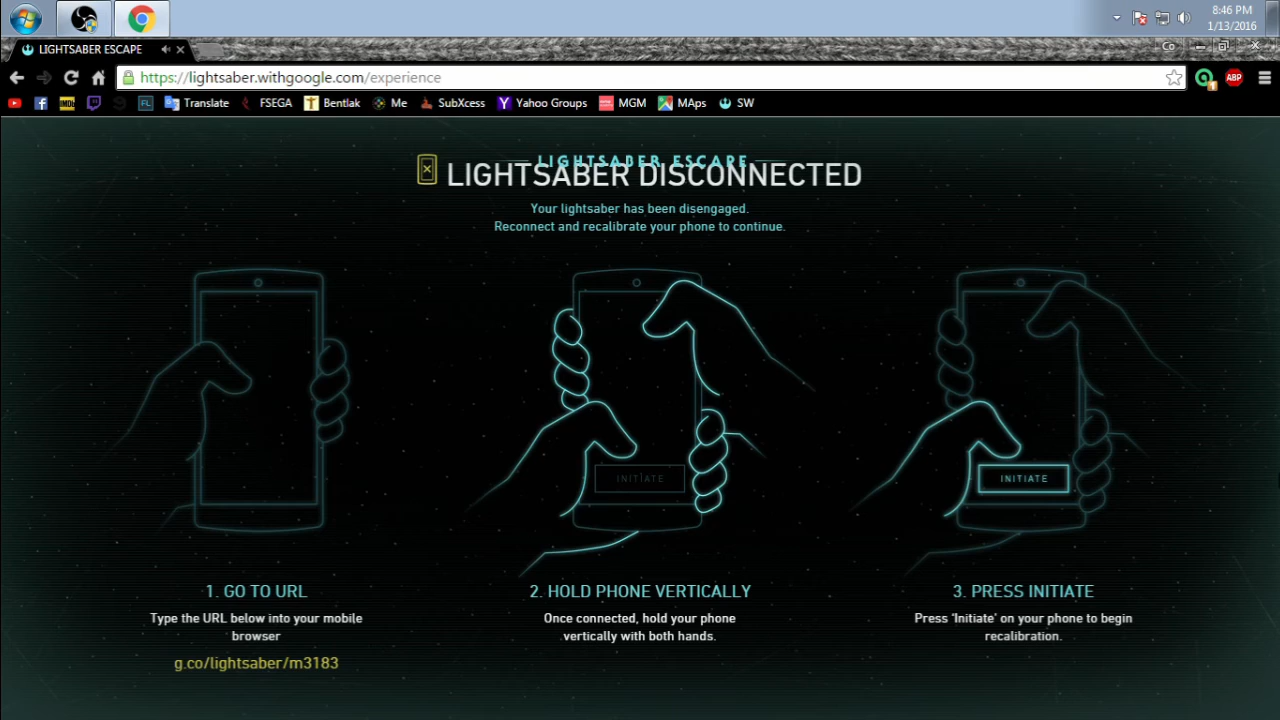 8:46 PM
1/13/2016
LIGHTSABER ESCAPE
Co
https://lightsaber.withgoogle.com/experience
ABP
IMDb
FL
Translate
FSEGA
Bentlak
Me
SubXcess
Yahoo Groups
MGM
MAps
SW
LIGHTSABER ESCAPE
LIGHTSABER DISCONNECTED
Your lightsaber has been disengaged.
Reconnect and recalibrate your phone to continue.
INITIATE
INITIATE
1. GO TO URL
2. HOLD PHONE VERTICALLY
3. PRESS INITIATE
Type the URL below into your mobile
browser
Once connected, hold your phone
vertically with both hands.
Press 'Initiate' on your phone to begin
recalibration.
g.co/lightsaber/m3183